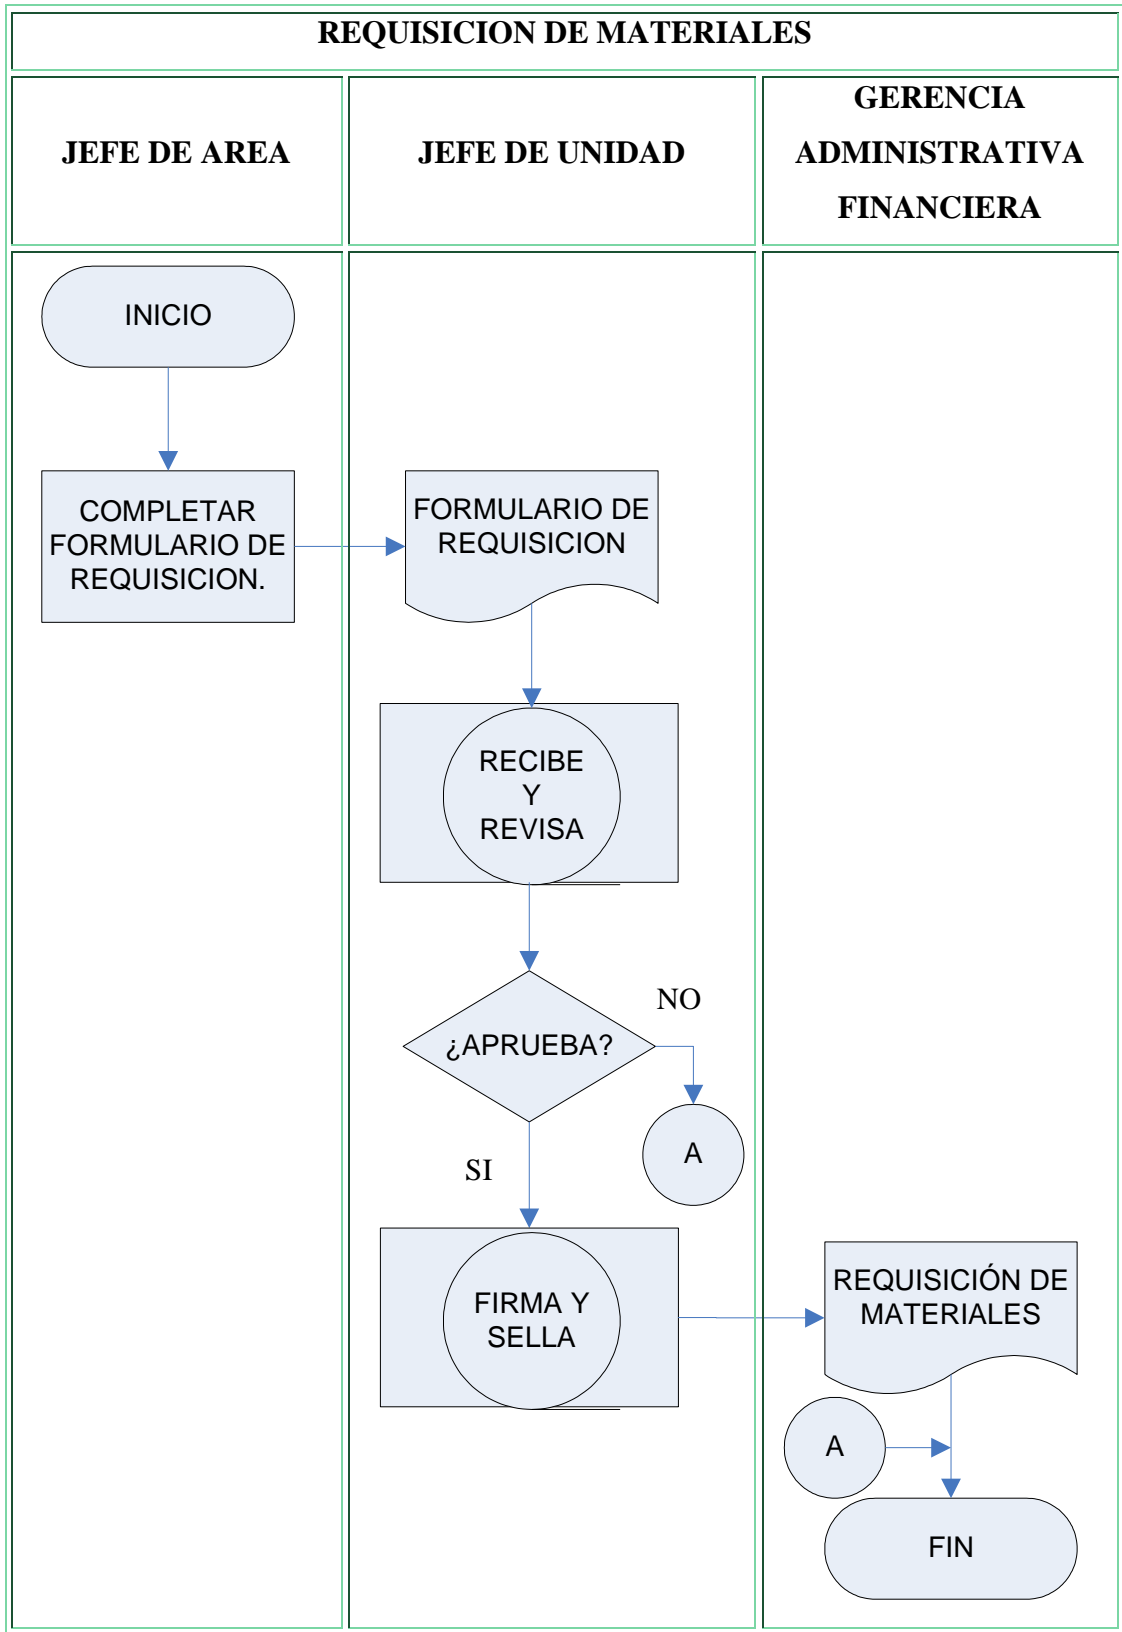 REQUISICION DE MATERIALES
JEFE DE AREA
JEFE DE UNIDAD
GERENCIA
ADMINISTRATIVA
FINANCIERA
INICIO
COMPLETAR
FORMULARIO DE
REQUISICION.
FORMULARIO DE
REQUISICION
RECIBE
Y
REVISA
¿APRUEBA?
NO
A
SI
FIRMA Y
SELLA
REQUISICIÓN DE
MATERIALES
A
FIN